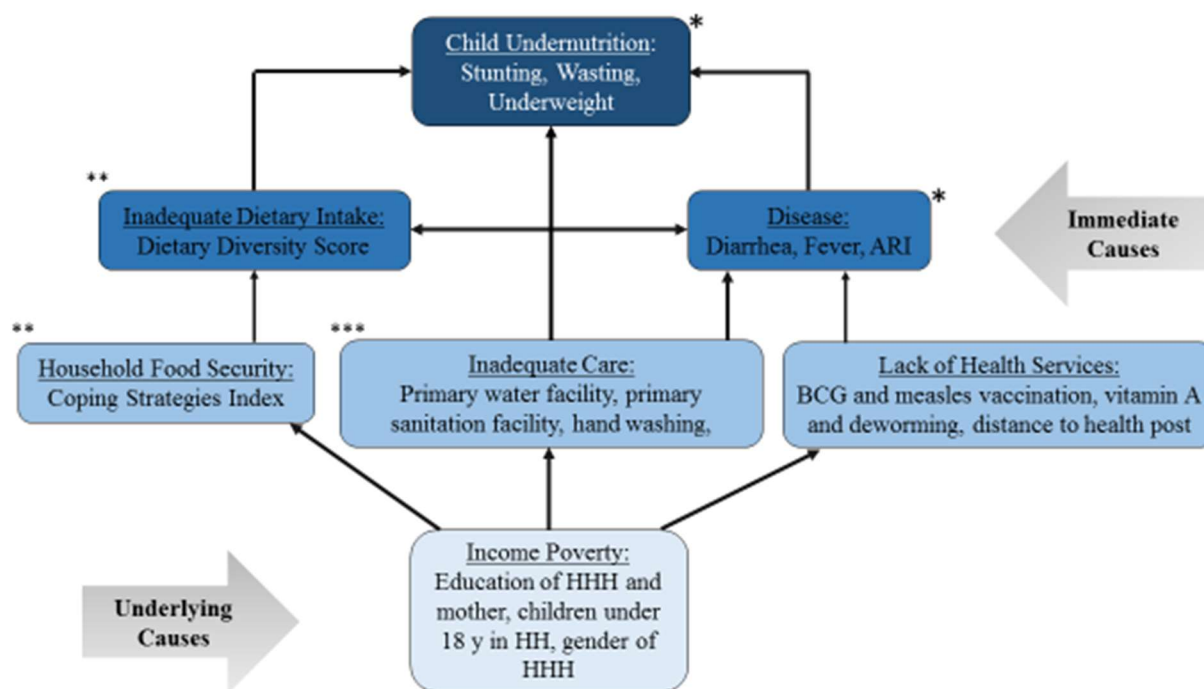 *
Child Undernutrition:
Stunting, Wasting,
Underweight
**
Inadequate Dietary Intake:
Dietary Diversity Score
*
Disease:
Diarrhea, Fever, ARI
Immediate
Causes
**
Household Food Security:
Coping Strategies Index
***
Inadequate Care:
Primary water facility, primary
sanitation facility, hand washing,
Lack of Health Services:
BCG and measles vaccination, vitamin A
and deworming, distance to health post
Underlying
Causes
Income Poverty:
Education of HHH and
mother, children under
18 y in HH, gender of
HHH